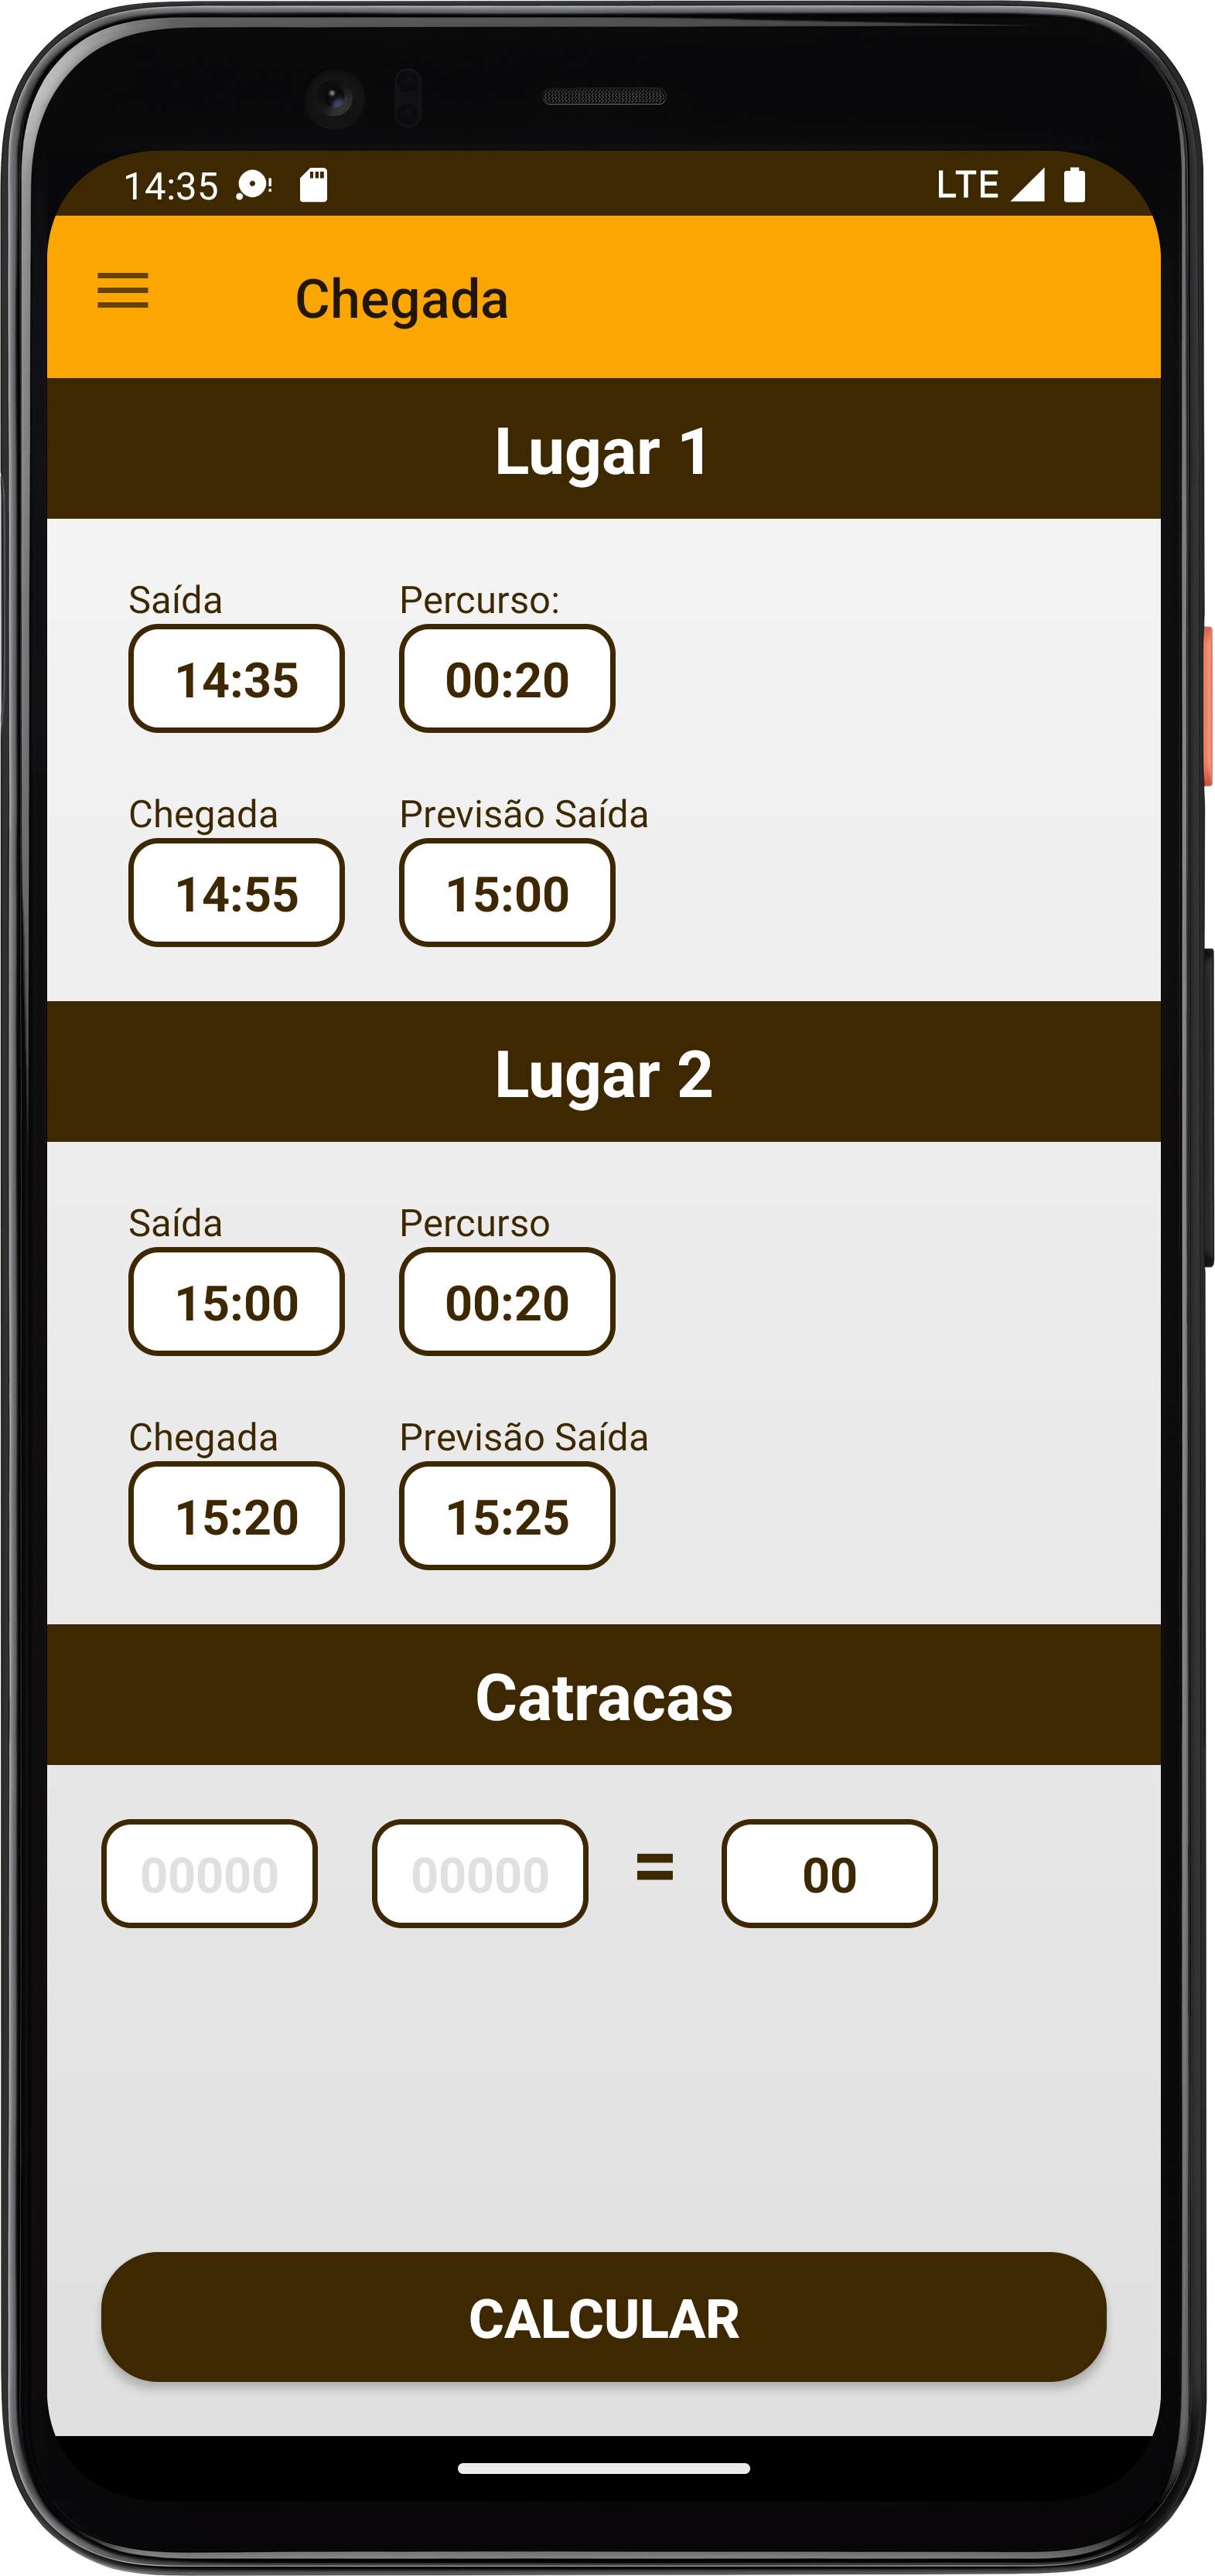 14:35 LTE
Chegada
Lugar 1
Saída Percurso:
14:35 00:20
Chegada Previsão Saída
14:55 15:00
Lugar 2
Saída Percurso
15:00 00:20
Chegada Previsão Saída
15:20 15:25
Catracas
00000 00000 = 00
CALCULAR